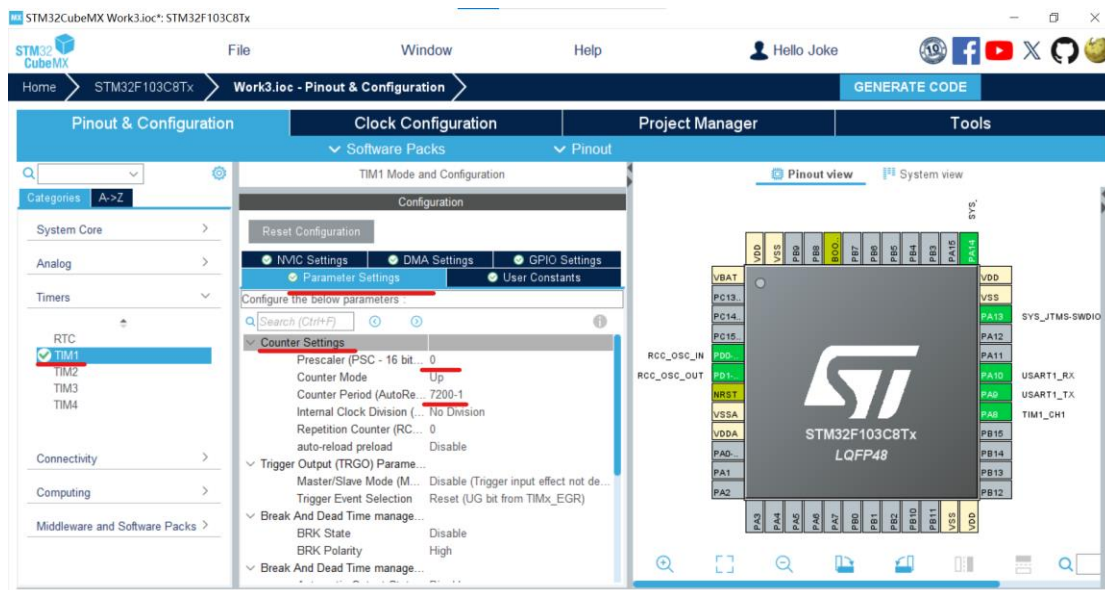 STM32CubeMX Work3.ioc*: STM32F103C8Tx
STM32 CubeMX
File Window Help Hello Joke
Home STM32F103C8Tx Work3.ioc - Pinout & Configuration GENERATE CODE
Pinout & Configuration Clock Configuration Project Manager Tools
Software Packs Pinout
TIM1 Mode and Configuration
Categories A->Z
System Core
Analog
Timers
RTC
TIM1
TIM2
TIM3
TIM4
Connectivity
Computing
Middleware and Software Packs
Configuration
Reset Configuration
NVIC Settings DMA Settings GPIO Settings
Parameter Settings User Constants
Configure the below parameters :
Search (Ctrl+F)
Counter Settings
Prescaler (PSC - 16 bit... 0
Counter Mode Up
Counter Period (AutoRe... 7200-1
Internal Clock Division (... No Division
Repetition Counter (RC... 0
auto-reload preload Disable
Trigger Output (TRGO) Parame...
Master/Slave Mode (M... Disable (Trigger input effect not de...
Trigger Event Selection Reset (UG bit from TIMx_EGR)
Break And Dead Time manage...
BRK State Disable
BRK Polarity High
Break And Dead Time manage...
Pinout view System view
SYS_
VDD VSS PB9 PB8 BOO.. PB7 PB6 PB5 PB4 PB3 PA15 PA14
VBAT
PC13..
PC14..
PC15..
RCC_OSC_IN PD0-..
RCC_OSC_OUT PD1-..
NRST
VSSA
VDDA
PA0-..
PA1
PA2
STM32F103C8Tx
LQFP48
VDD
VSS
PA13 SYS_JTMS-SWDIO
PA12
PA11
PA10 USART1_RX
PA9 USART1_TX
PA8 TIM1_CH1
PB15
PB14
PB13
PB12
PA3 PA4 PA5 PA6 PA7 PB0 PB1 PB2 PB10 PB11 VSS VDD